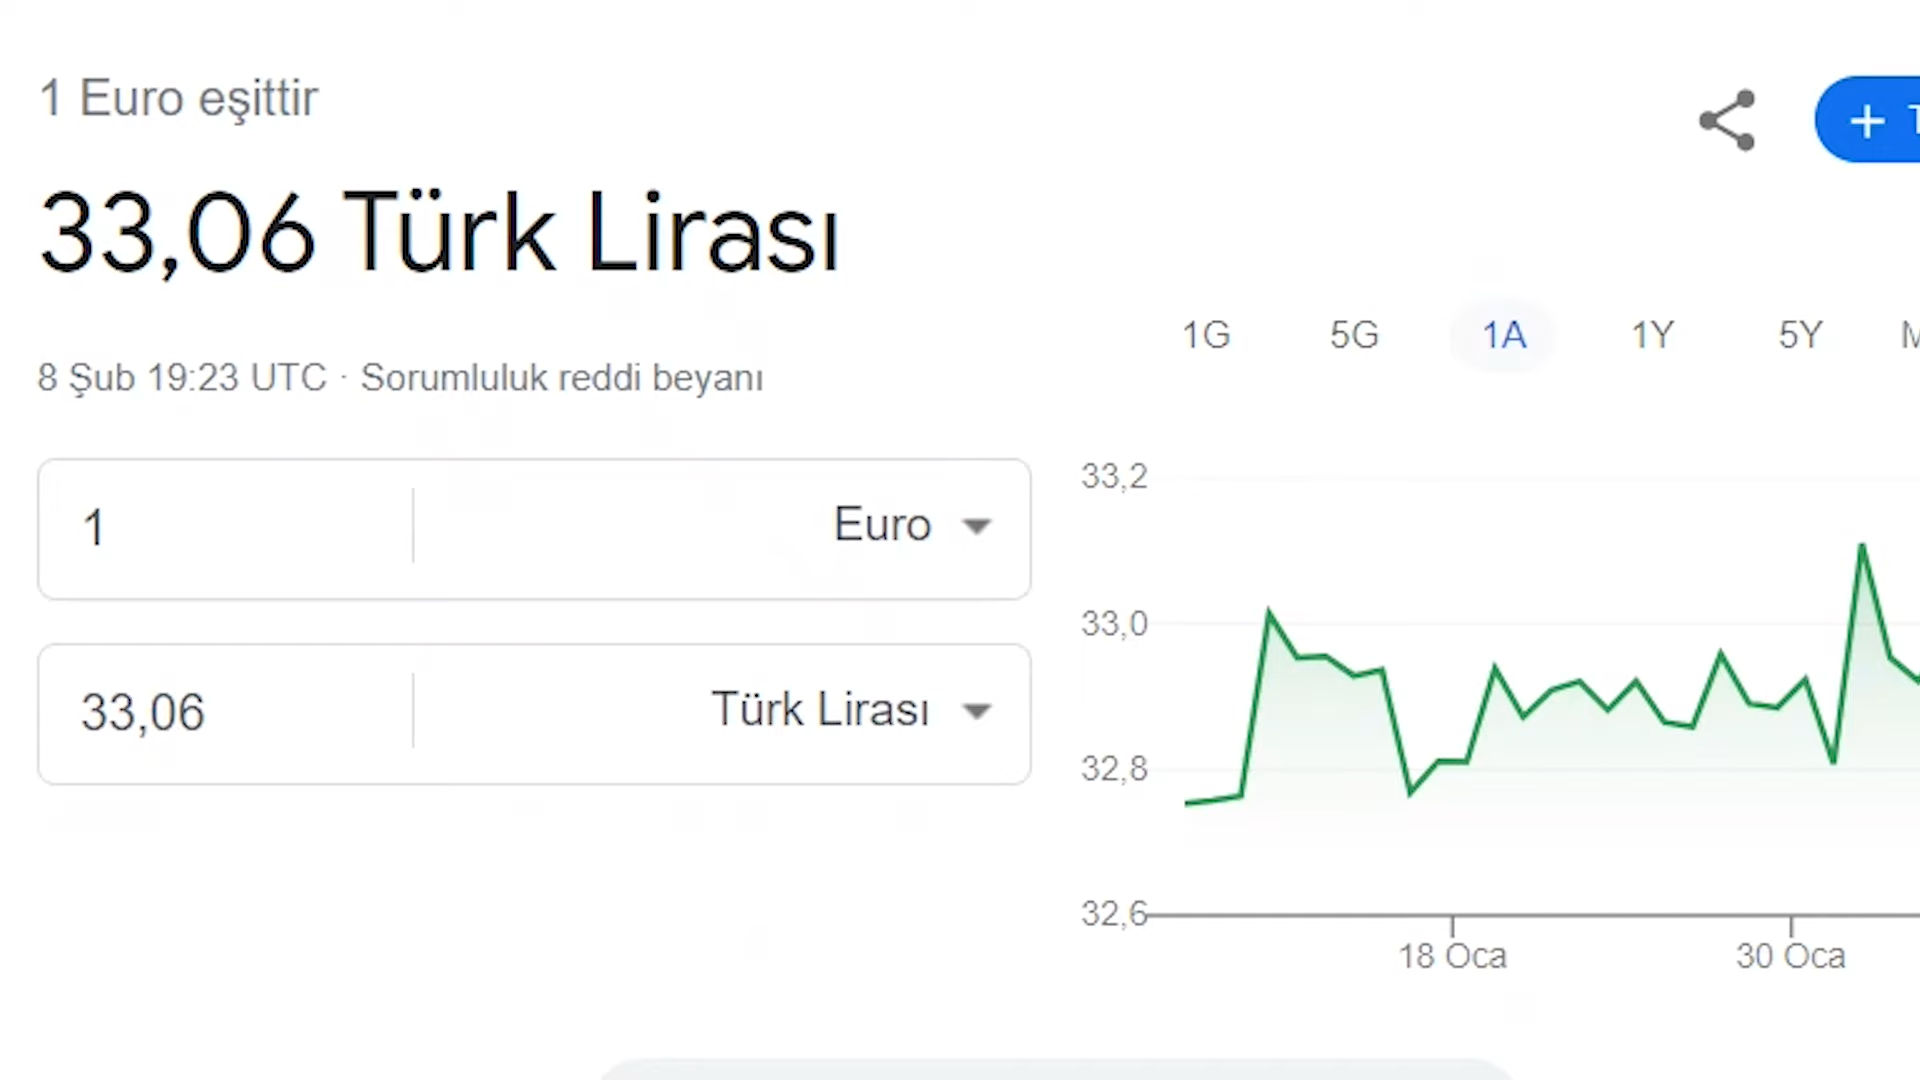 1 Euro eşittir
33,06 Türk Lirası
8 Şub 19:23 UTC · Sorumluluk reddi beyanı
1 Euro
33,06 Türk Lirası
1G 5G 1A 1Y 5Y
33,2
33,0
32,8
32,6
18 Oca 30 Oca